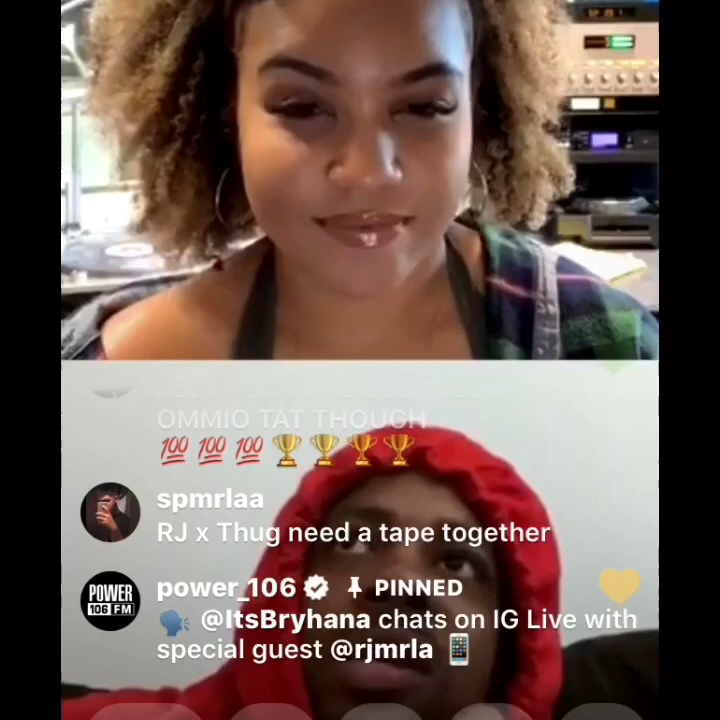 OMMIO TAT THOUGH
💯 💯 💯 🏆 🏆 🏆 🏆
spmrlaa
RJ x Thug need a tape together
POWER
106 FM
power_106 PINNED
🗣 @ItsBryhana chats on IG Live with
special guest @rjmrla 📱